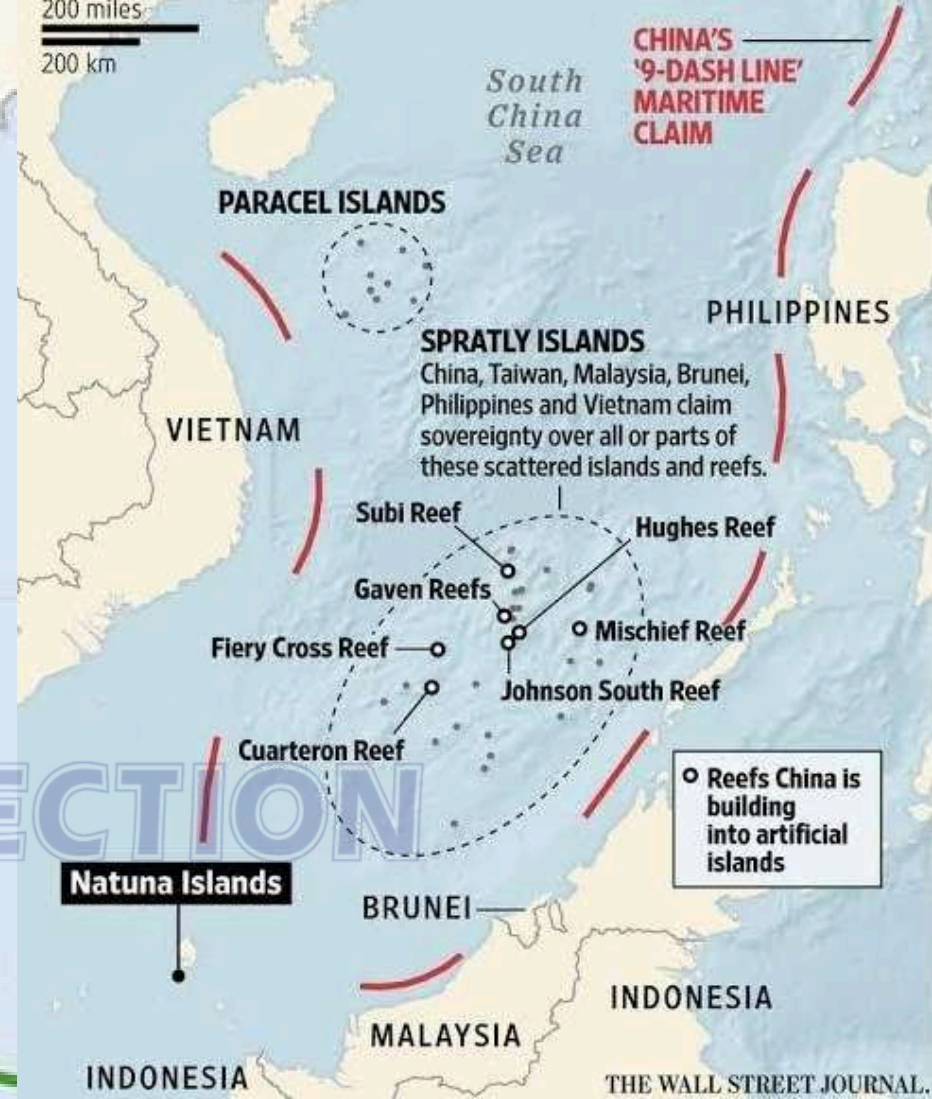 200 miles
200 km
CHINA'S
'9-DASH LINE'
MARITIME
CLAIM
South
China
Sea
PARACEL ISLANDS
PHILIPPINES
SPRATLY ISLANDS
China, Taiwan, Malaysia, Brunei,
Philippines and Vietnam claim
sovereignty over all or parts of
these scattered islands and reefs.
VIETNAM
Subi Reef
Hughes Reef
Gaven Reefs
Mischief Reef
Fiery Cross Reef
Johnson South Reef
Cuarteron Reef
Reefs China is
building
into artificial
islands
ECTION
Natuna Islands
BRUNEI
INDONESIA
MALAYSIA
INDONESIA
THE WALL STREET JOURNAL.